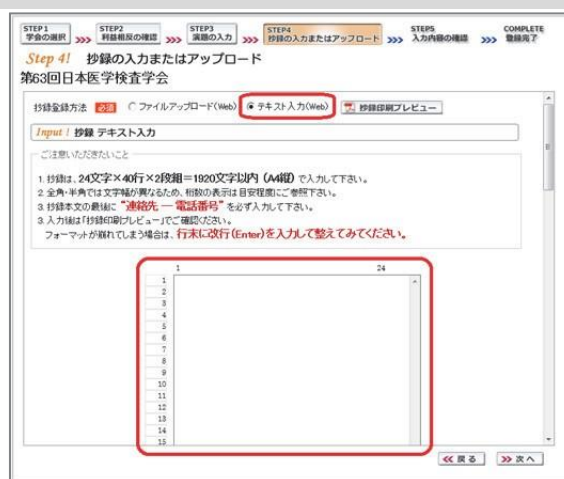 STEP1 学会の選択 >>> STEP2 利益相反の確認 >>> STEP3 演題の入力 >>> STEP4 抄録の入力またはアップロード >>> STEP5 入力内容の確認 >>> COMPLETE 登録完了
Step 4! 抄録の入力またはアップロード
第63回日本医学検査学会
抄録登録方法 必須 ファイルアップロード(Web) テキスト入力(Web) 抄録印刷プレビュー
Input! 抄録 テキスト入力
ご注意いただきたいこと
1. 抄録は、24文字×40行×2段組=1920文字以内 (A4縦) で入力して下さい。
2. 全角・半角では文字幅が異なるため、桁数の表示は目安程度にご参照下さい。
3. 抄録本文の最後に "連絡先 ― 電話番号" を必ず入力して下さい。
3. 入力後は「抄録印刷プレビュー」でご確認ください。
フォーマットが崩れてしまう場合は、行末に改行(Enter)を入力して整えてみてください。
1 24
1
2
3
4
5
6
7
8
9
10
11
12
13
14
15
<< 戻る >> 次へ